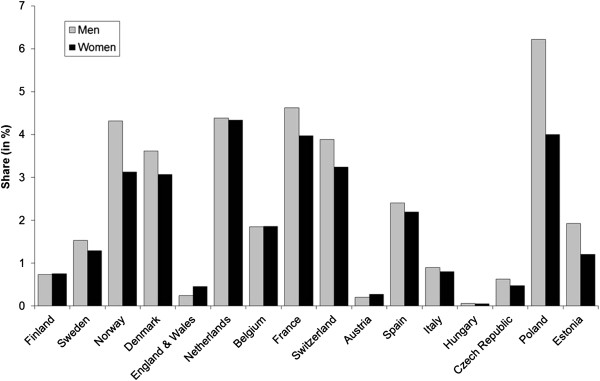 7
6
5
4
3
2
1
0
Share (in %)
Men
Women
Finland
Sweden
Norway
Denmark
England & Wales
Netherlands
Belgium
France
Switzerland
Austria
Spain
Italy
Hungary
Czech Republic
Poland
Estonia